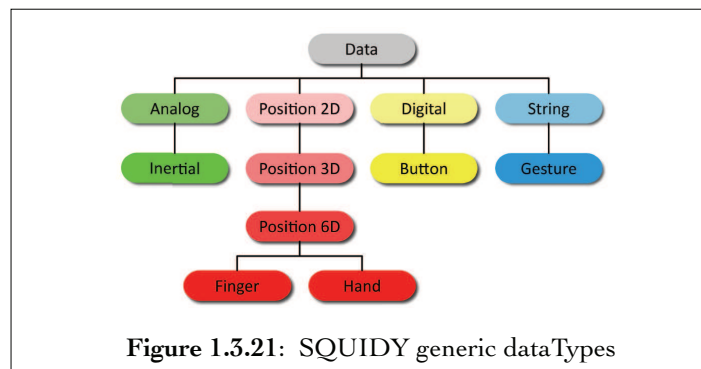 Data
Analog Position 2D Digital String
Inertial Position 3D Button Gesture
Position 6D
Finger Hand
Figure 1.3.21: SQUIDY generic dataTypes